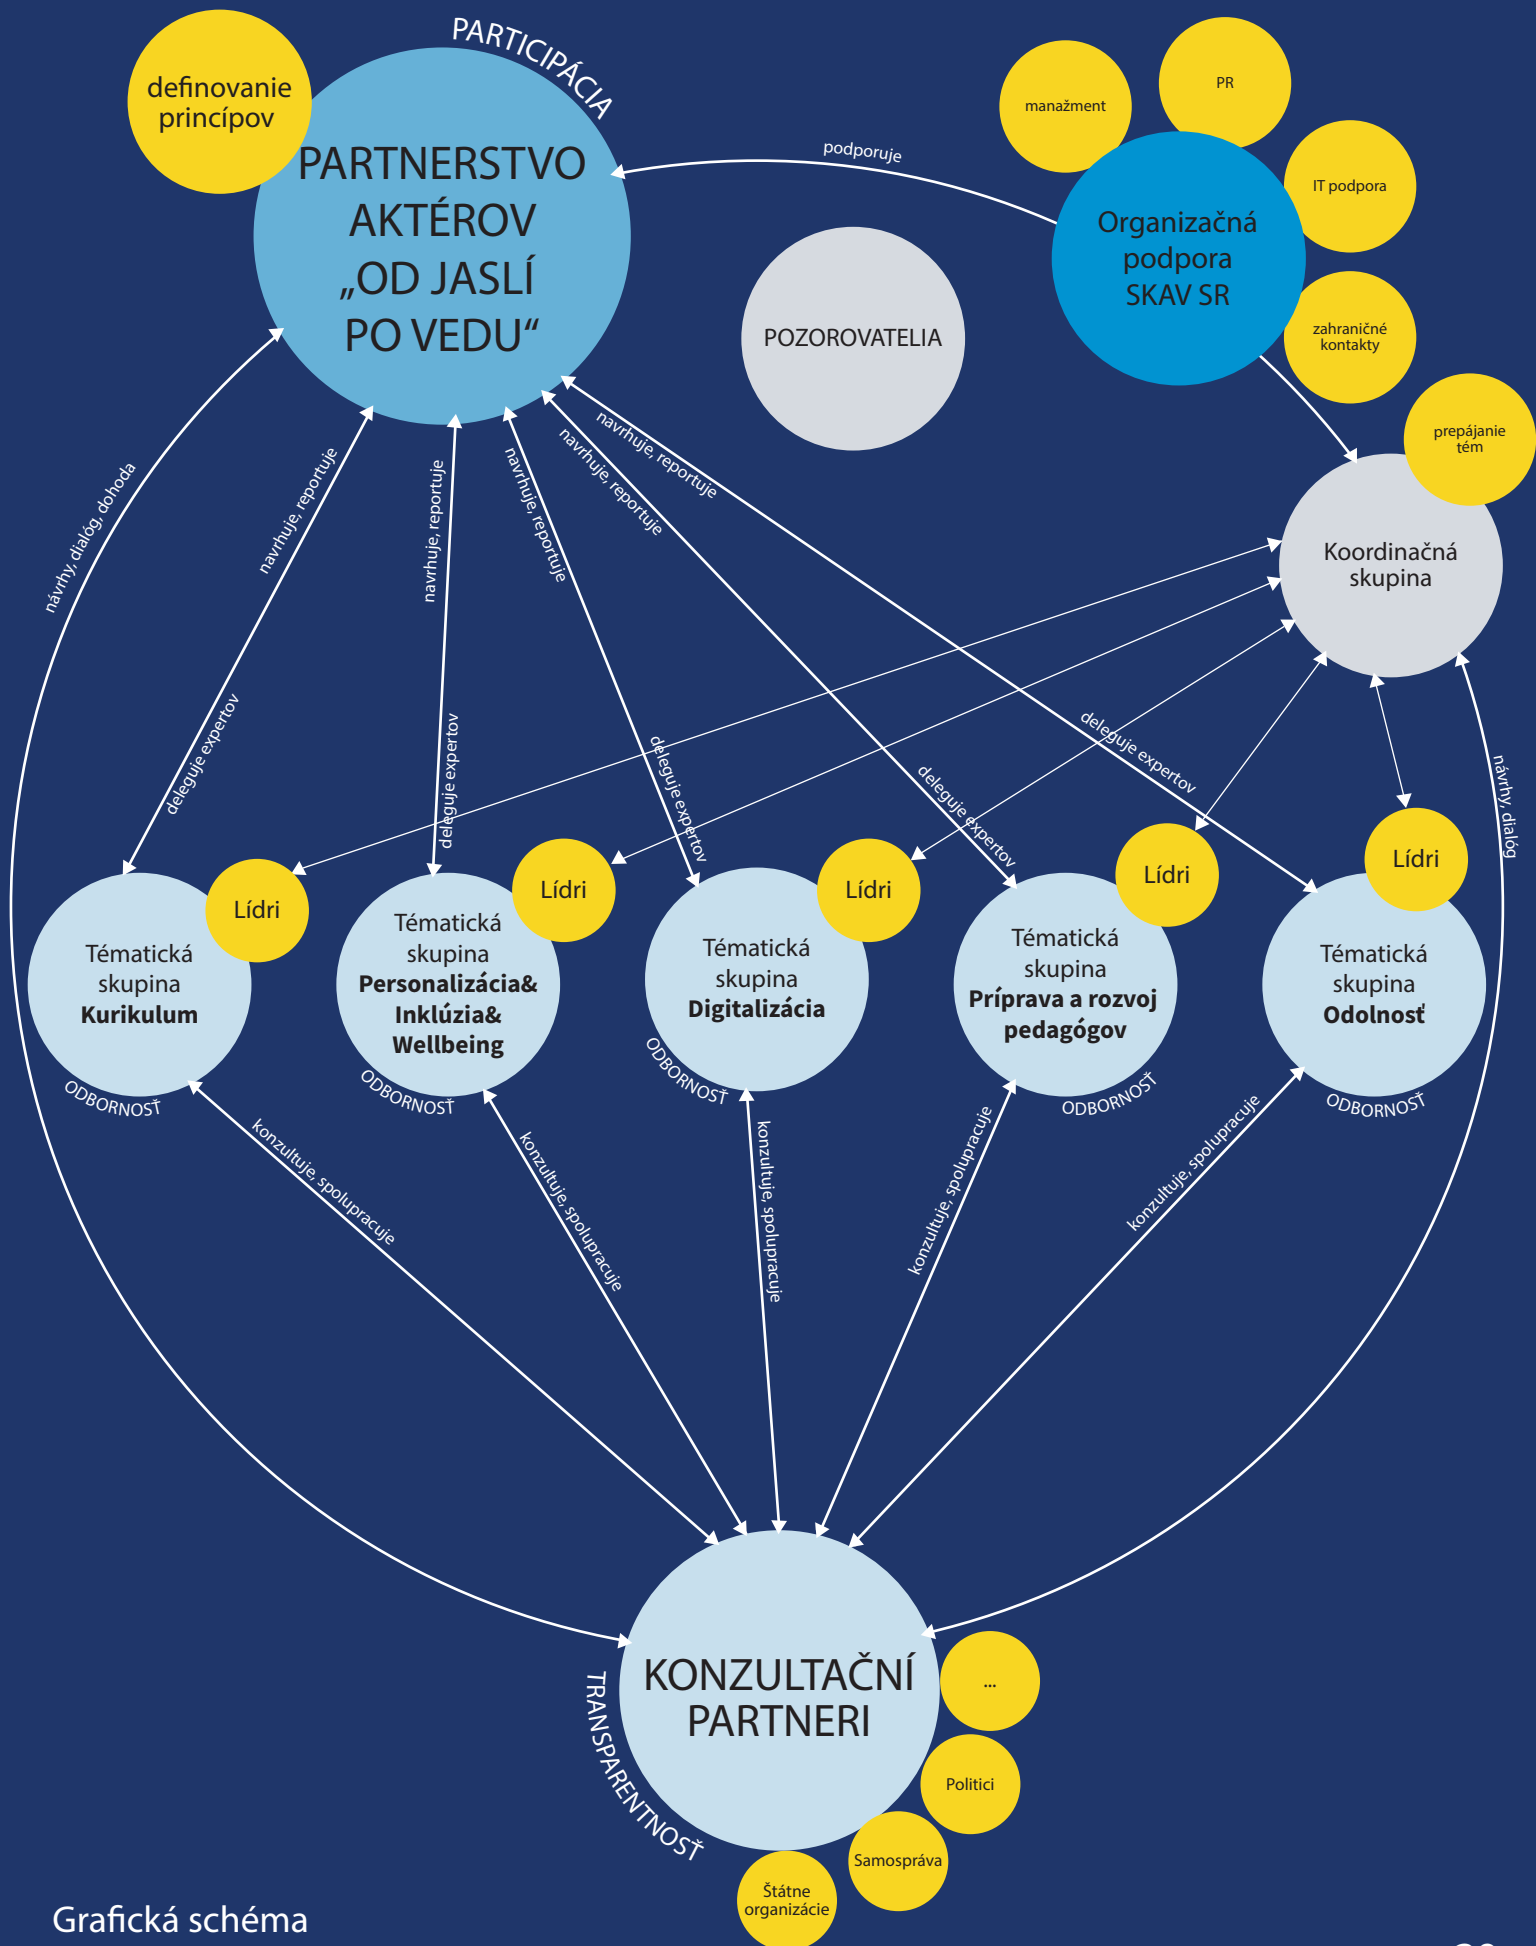 PARTICIPÁCIA
definovanie
princípov
PARTNERSTVO
AKTÉROV
„OD JASLÍ
PO VEDU“
podporuje
manažment
PR
IT podpora
Organizačná
podpora
SKAV SR
zahraničné
kontakty
POZOROVATELIA
prepájanie
tém
Koordinačná
skupina
návrhy, dialóg, dohoda
navrhuje, reportuje
navrhuje, reportuje
navrhuje, reportuje
navrhuje, reportuje
navrhuje, reportuje
deleguje expertov
deleguje expertov
deleguje expertov
deleguje expertov
deleguje expertov
návrhy, dialóg
Lídri
Tématická
skupina
Kurikulum
ODBORNOSŤ
Lídri
Tématická
skupina
Personalizácia&
Inklúzia&
Wellbeing
ODBORNOSŤ
Lídri
Tématická
skupina
Digitalizácia
ODBORNOSŤ
Lídri
Tématická
skupina
Príprava a rozvoj
pedagógov
ODBORNOSŤ
Lídri
Tématická
skupina
Odolnosť
ODBORNOSŤ
konzultuje, spolupracuje
konzultuje, spolupracuje
konzultuje, spolupracuje
konzultuje, spolupracuje
konzultuje, spolupracuje
KONZULTAČNÍ
PARTNERI
TRANSPARENTNOSŤ
...
Politici
Samospráva
Štátne
organizácie
Grafická schéma